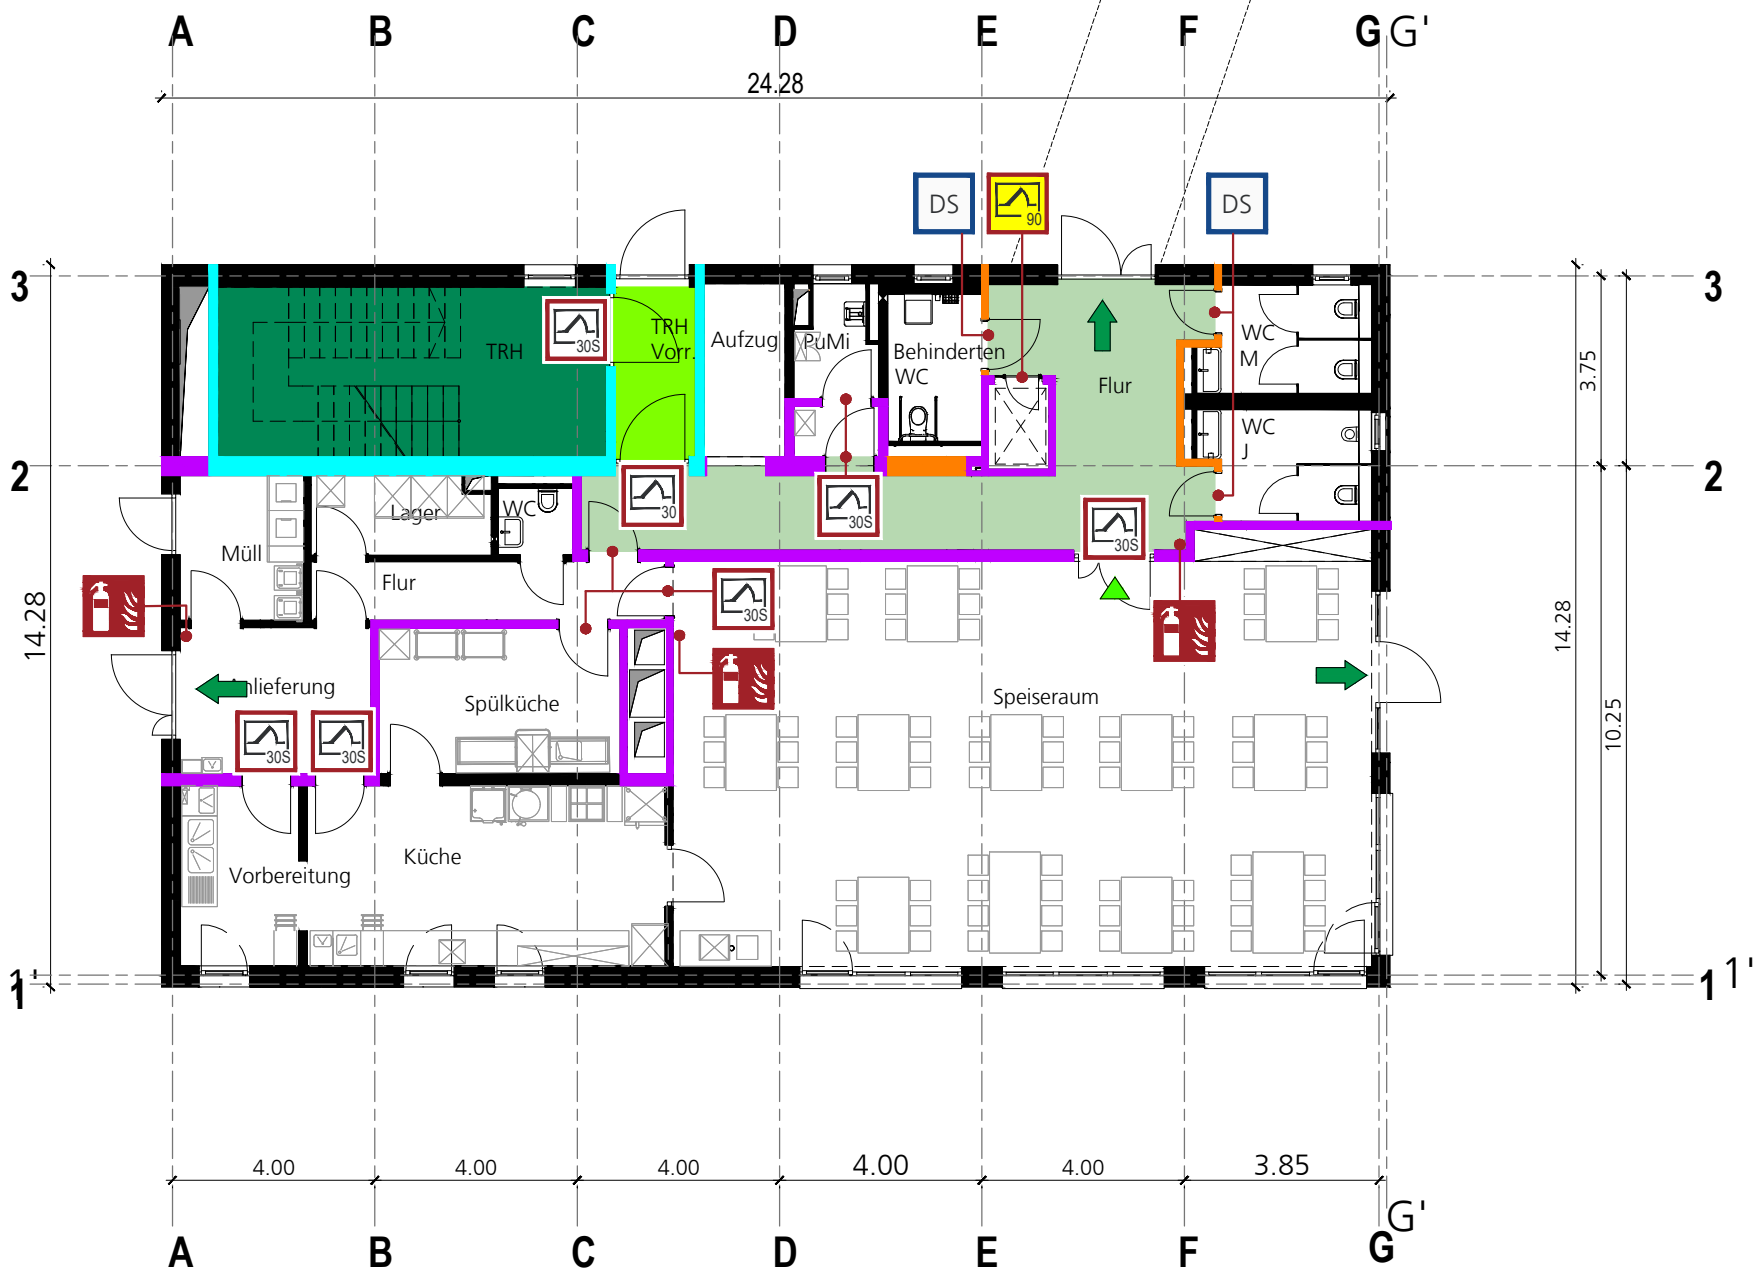 A B C D E F G G'
24.28
DS 90 DS
3 3
TRH
30S
TRH
Vorr.
Aufzug
PuMi
Behinderten
WC
Flur
WC
M
3.75
WC
J
2 2
Lager
WC
30
30S
30S
Müll
Flur
30S
14.28
14.28
Anlieferung
Spülküche
Speiseraum
30S
30S
10.25
Küche
Vorbereitung
1' 1'
1 1
4.00 4.00 4.00 4.00 4.00 3.85
G'
A B C D E F G